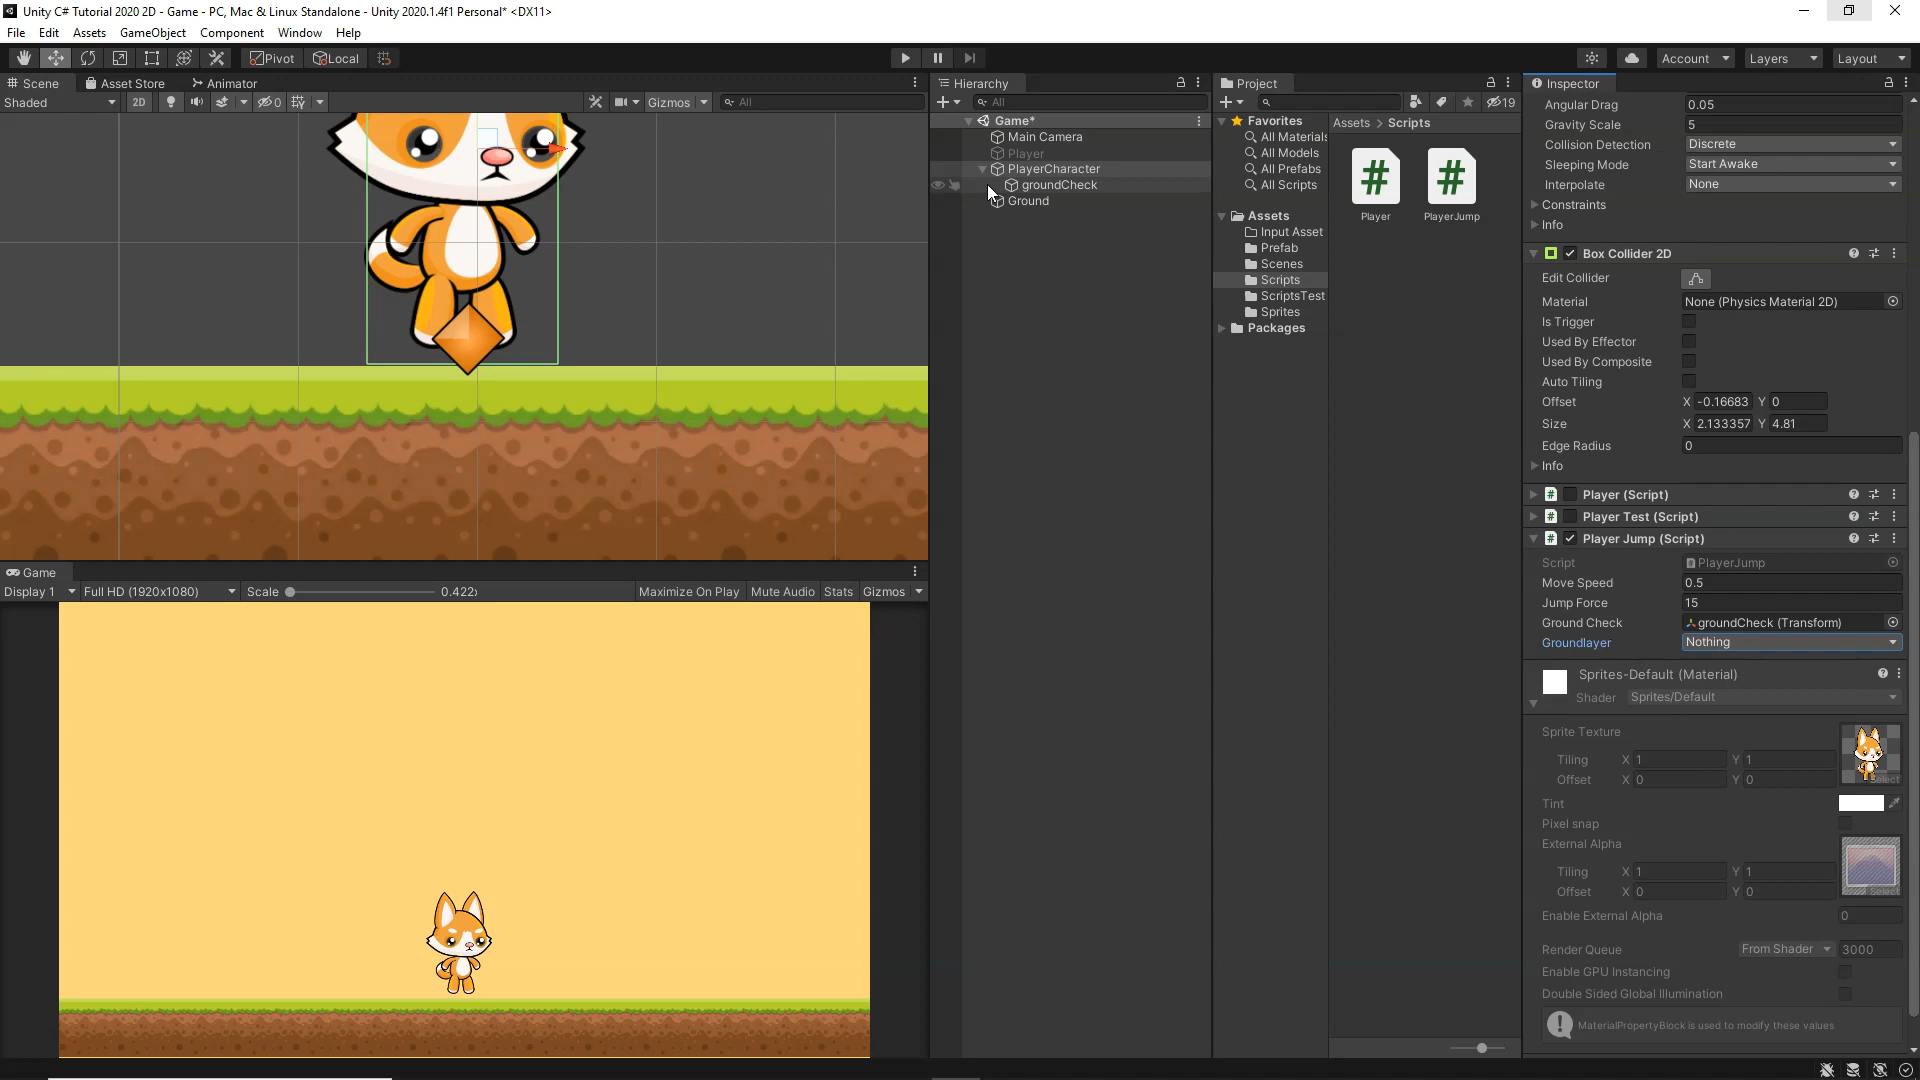 Unity C# Tutorial 2020 2D - Game - PC, Mac & Linux Standalone - Unity 2020.1.4f1 Personal* <DX11>
File Edit Assets GameObject Component Window Help
Pivot Local Account Layers Layout
Scene Asset Store Animator
Shaded 2D 0 Gizmos All
Hierarchy
All
Game*
Main Camera
Player
PlayerCharacter
groundCheck
Ground
Project
19
Favorites
All Materials
All Models
All Prefabs
All Scripts
Assets
Input Asset
Prefab
Scenes
Scripts
ScriptsTest
Sprites
Packages
Assets > Scripts
# #
Player PlayerJump
Inspector
Angular Drag 0.05
Gravity Scale 5
Collision Detection Discrete
Sleeping Mode Start Awake
Interpolate None
Constraints
Info
Box Collider 2D
Edit Collider
Material None (Physics Material 2D)
Is Trigger
Used By Effector
Used By Composite
Auto Tiling
Offset X -0.16683 Y 0
Size X 2.133357 Y 4.81
Edge Radius 0
Info
# Player (Script)
# Player Test (Script)
# Player Jump (Script)
Script PlayerJump
Move Speed 0.5
Jump Force 15
Ground Check groundCheck (Transform)
Groundlayer Nothing
Sprites-Default (Material)
Shader Sprites/Default
Sprite Texture
Tiling X 1 Y 1
Offset X 0 Y 0
Select
Tint
Pixel snap
External Alpha
Tiling X 1 Y 1
Offset X 0 Y 0
Select
Enable External Alpha 0
Render Queue From Shader 3000
Enable GPU Instancing
Double Sided Global Illumination
MaterialPropertyBlock is used to modify these values
Game
Display 1 Full HD (1920x1080) Scale 0.422x Maximize On Play Mute Audio Stats Gizmos